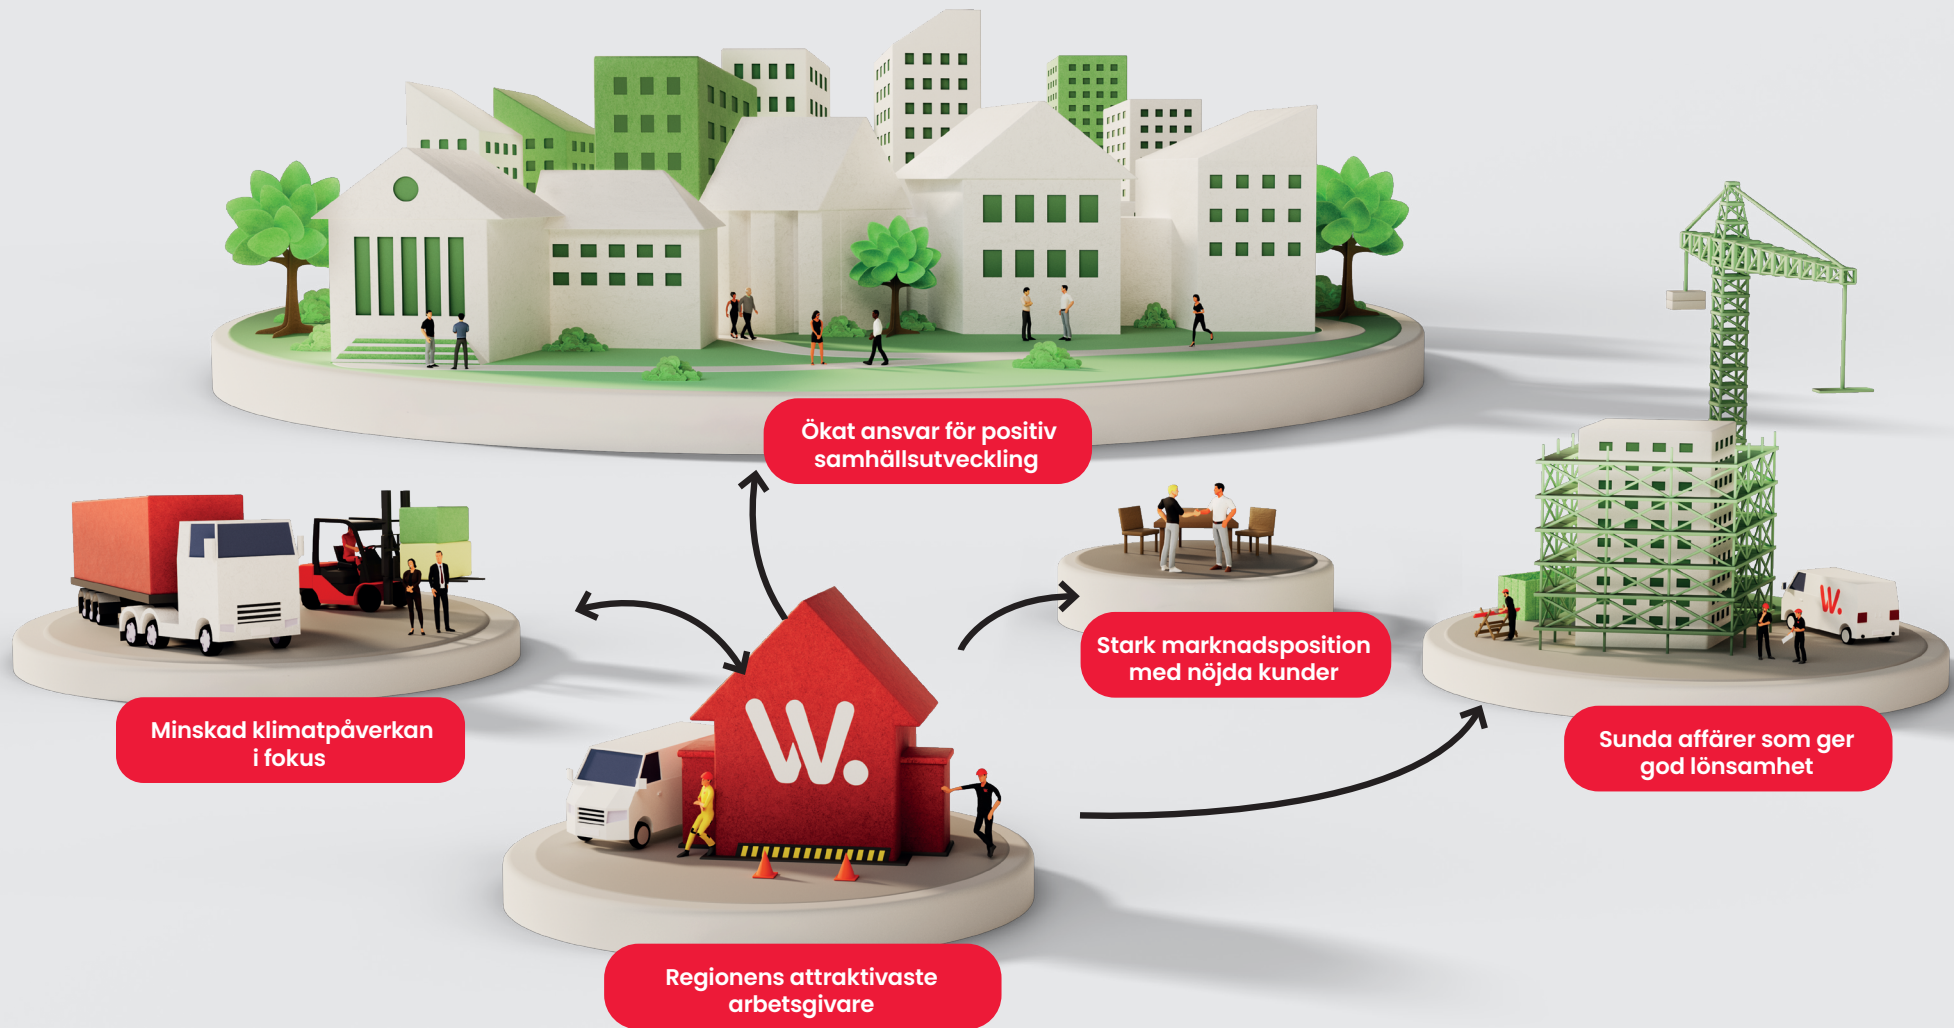 Ökat ansvar för positiv
samhällsutveckling
Stark marknadsposition
med nöjda kunder
Minskad klimatpåverkan
i fokus
W.
Sunda affärer som ger
god lönsamhet
W.
Regionens attraktivaste
arbetsgivare